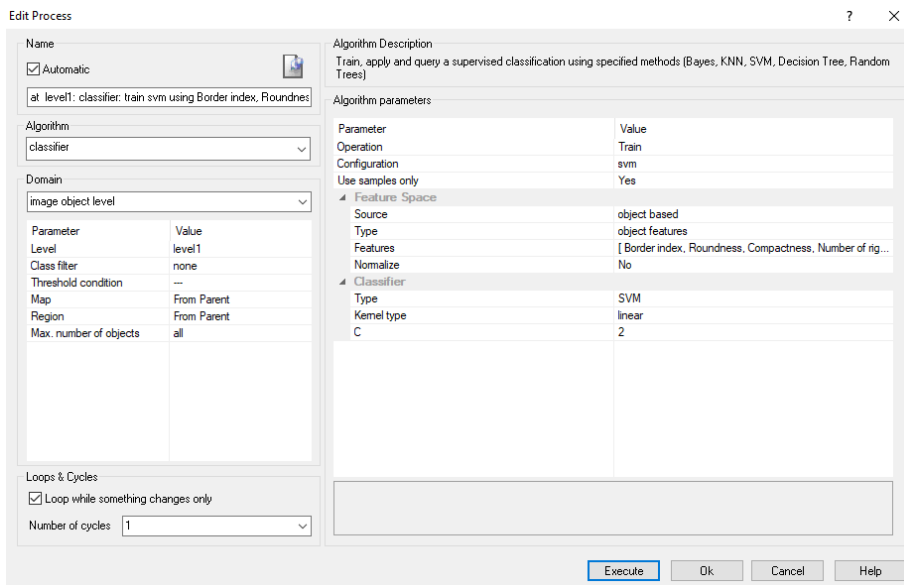 Edit Process
? ×
Name
Automatic
at level1: classifier: train svm using Border index, Roundnes
Algorithm
classifier
Domain
image object level
Parameter Value
Level level1
Class filter none
Threshold condition ---
Map From Parent
Region From Parent
Max. number of objects all
Loops & Cycles
Loop while something changes only
Number of cycles 1
Algorithm Description
Train, apply and query a supervised classification using specified methods (Bayes, KNN, SVM, Decision Tree, Random
Trees)
Algorithm parameters
Parameter Value
Operation Train
Configuration svm
Use samples only Yes
Feature Space
Source object based
Type object features
Features [ Border index, Roundness, Compactness, Number of rig...
Normalize No
Classifier
Type SVM
Kernel type linear
C 2
Execute Ok Cancel Help